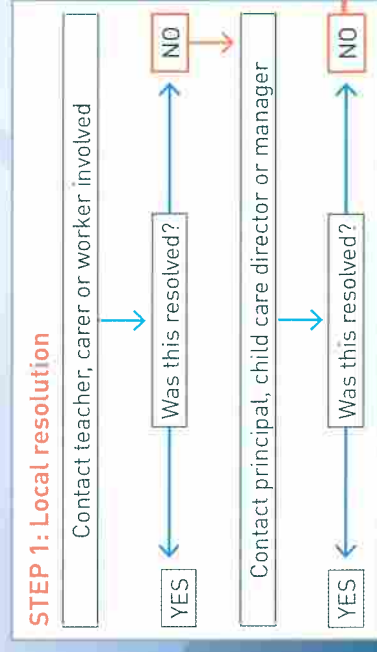 STEP 1: Local resolution
Contact teacher, carer or worker involved
Was this resolved?
YES
NO
Contact principal, child care director or manager
Was this resolved?
YES
NO